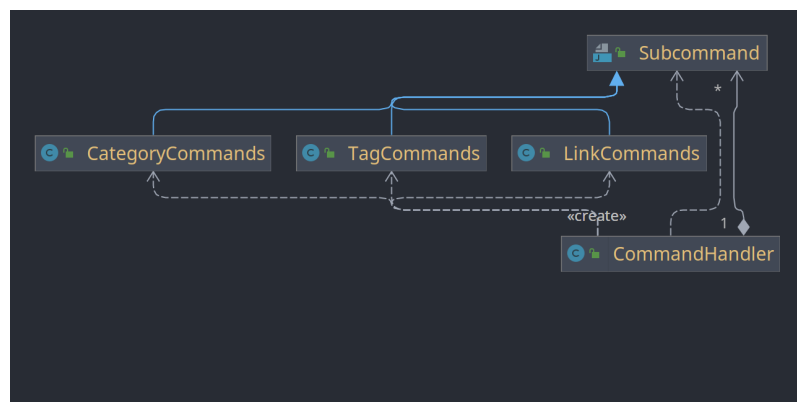 Subcommand
*
CategoryCommands
TagCommands
LinkCommands
«create»
1
CommandHandler